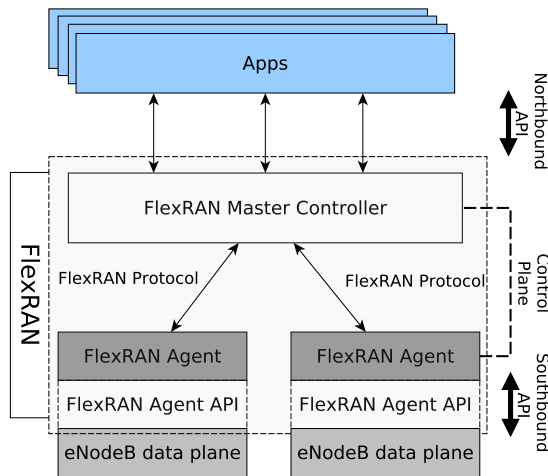 Apps
Northbound
API
FlexRAN Master Controller
FlexRAN
FlexRAN Protocol
FlexRAN Protocol
Control
Plane
FlexRAN Agent
FlexRAN Agent
FlexRAN Agent API
FlexRAN Agent API
Southbound
API
eNodeB data plane
eNodeB data plane